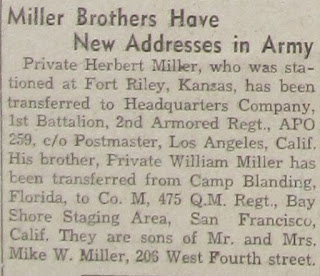 Miller Brothers Have
New Addresses in Army
Private Herbert Miller, who was sta-
tioned at Fort Riley, Kansas, has been
transferred to Headquarters Company,
1st Battalion, 2nd Armored Regt., APO
259, c/o Postmaster, Los Angeles, Calif.
His brother, Private William Miller has
been transferred from Camp Blanding,
Florida, to Co. M, 475 Q.M. Regt., Bay
Shore Staging Area, San Francisco,
Calif. They are sons of Mr. and Mrs.
Mike W. Miller, 206 West Fourth street.